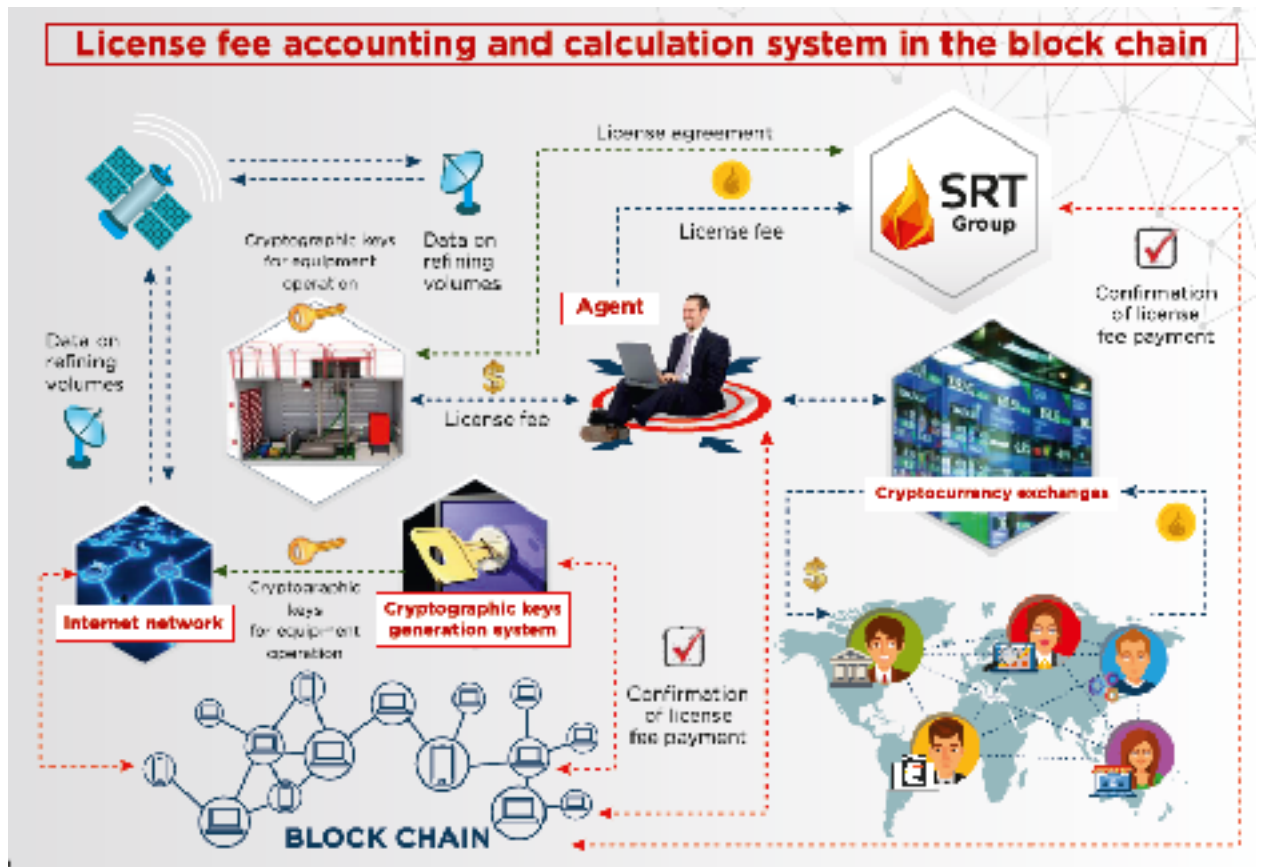 License fee accounting and calculation system in the block chain
License agreement
License fee
SRT
Group
Cryptographic keys
for equipment
operation
Data on
refining
volumes
Agent
Confirmation
of license
fee payment
Data on
refining
volumes
$
License fee
Cryptocurrency exchanges
$
Internet network
Cryptographic
keys
for equipment
operation
Cryptographic keys
generation system
Confirmation
of license
fee payment
BLOCK CHAIN